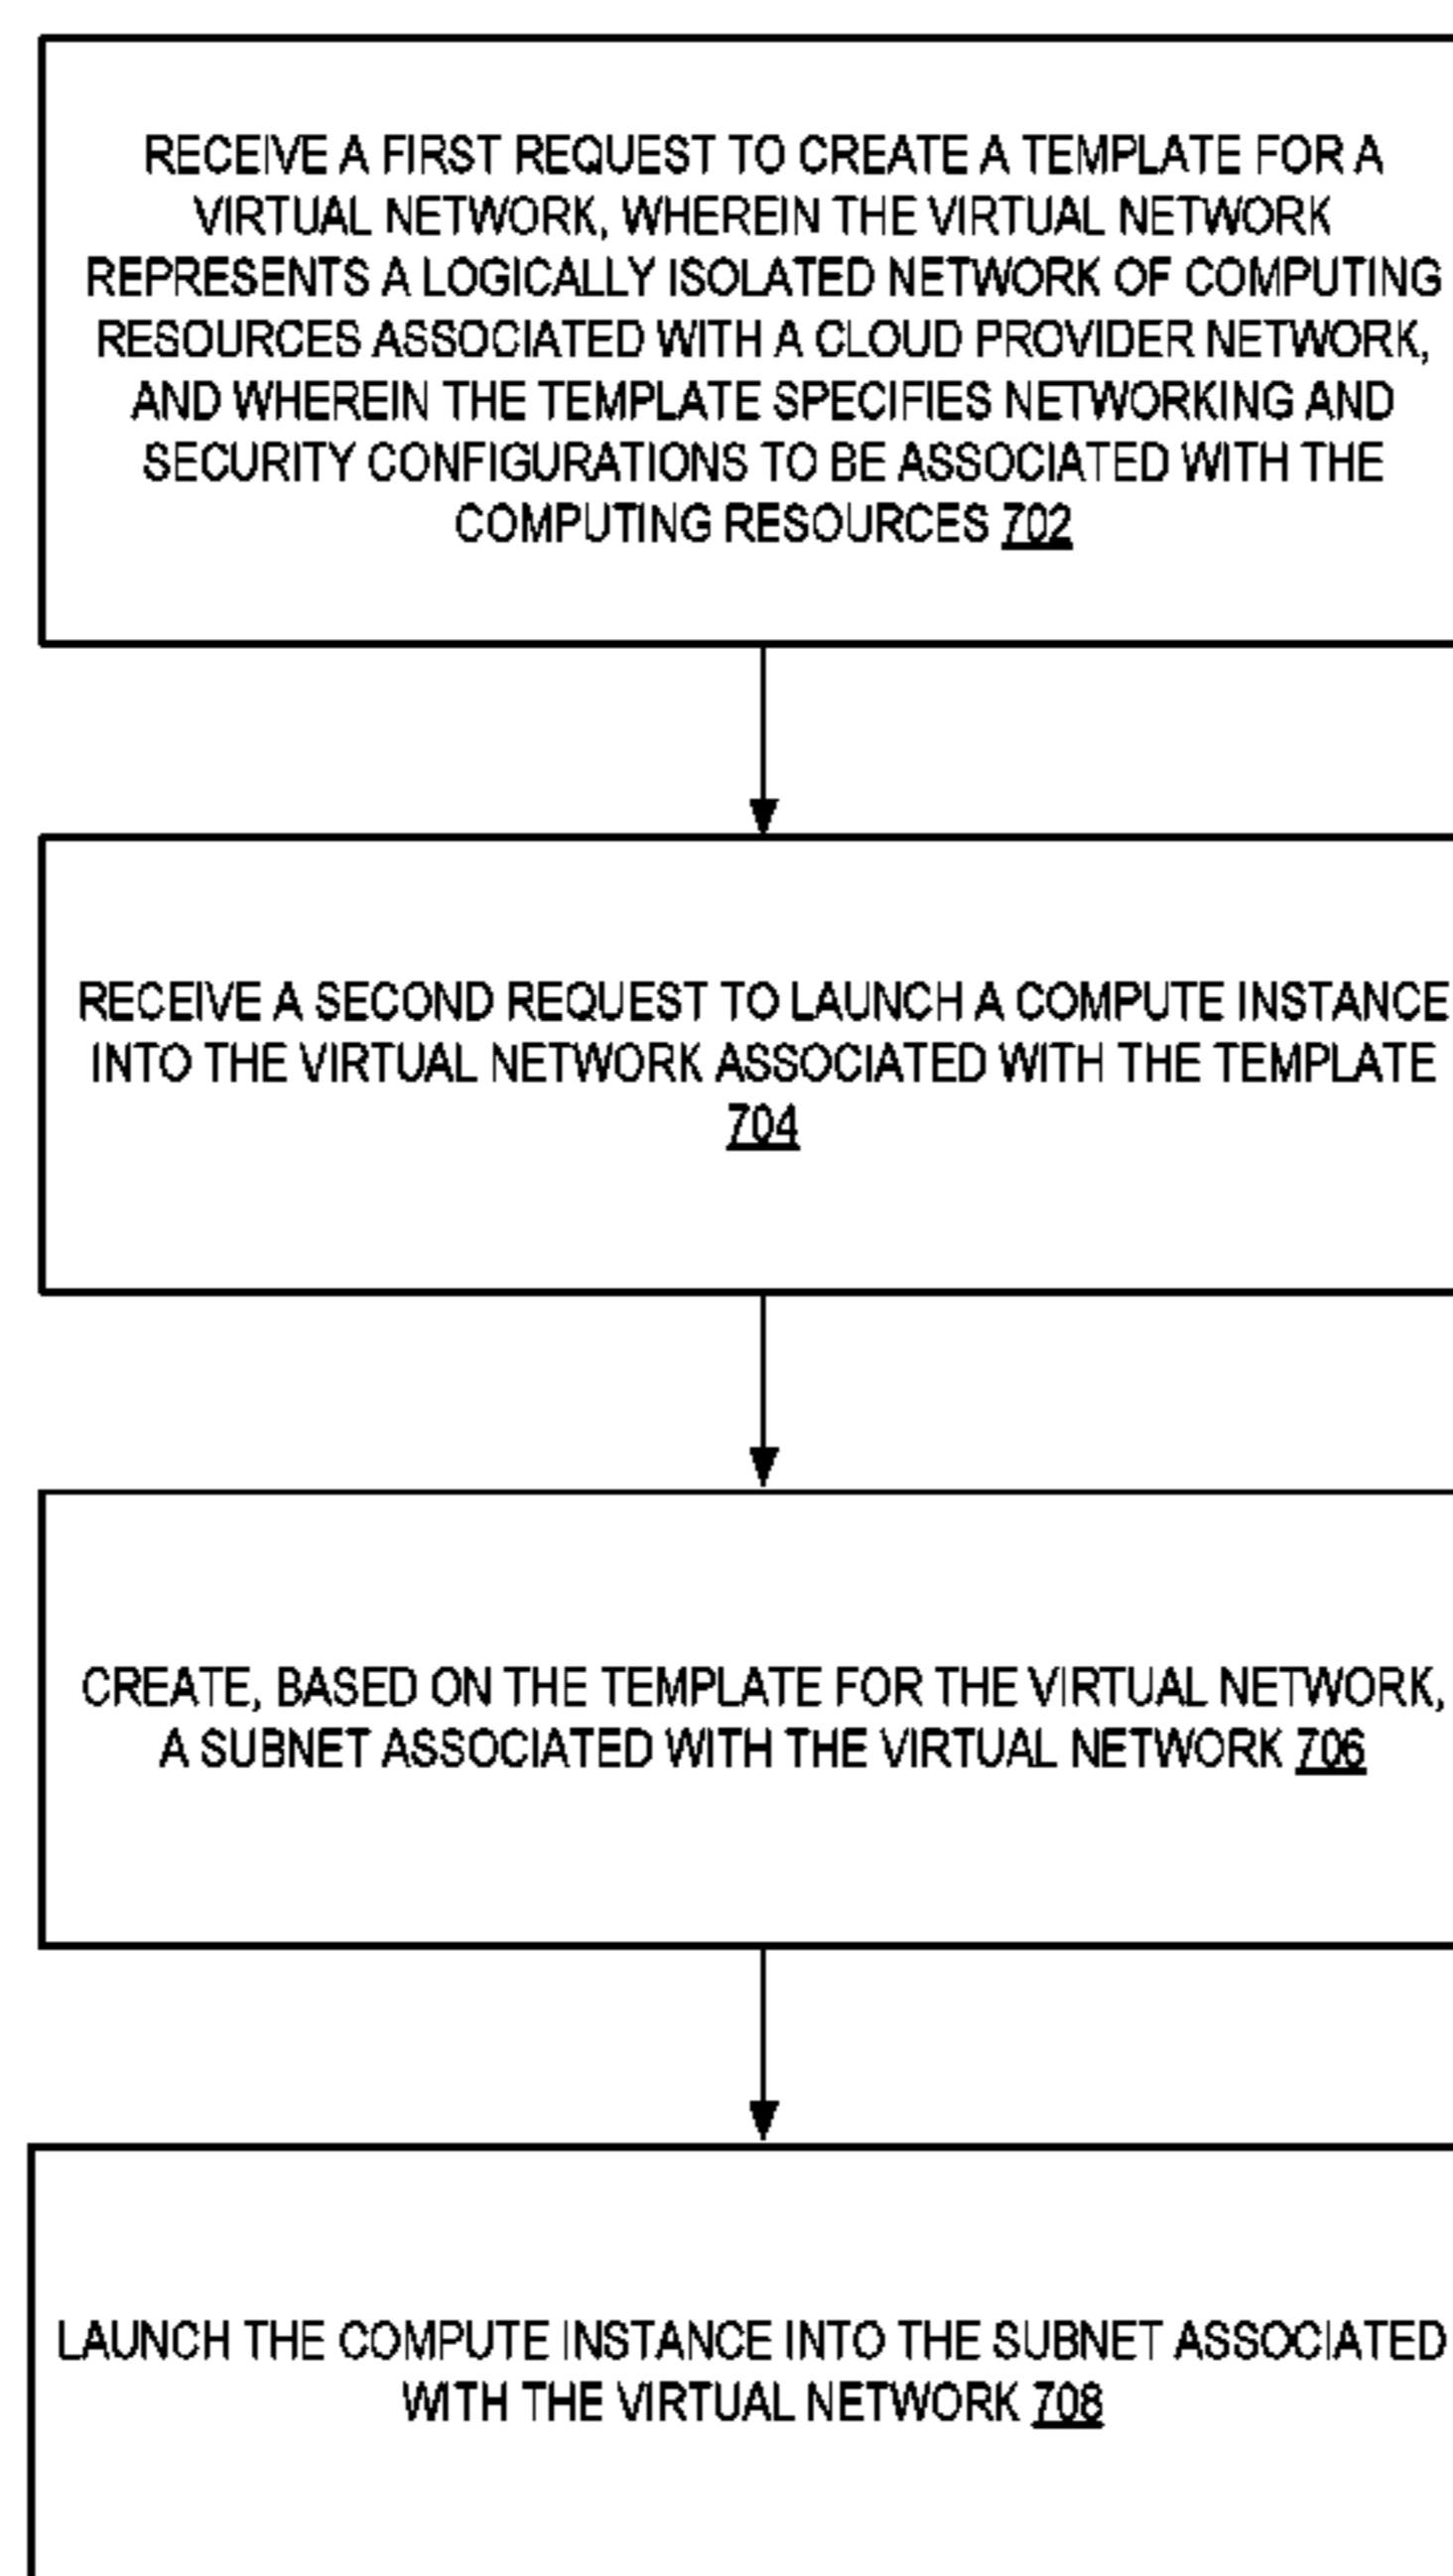 RECEIVE A FIRST REQUEST TO CREATE A TEMPLATE FOR A
VIRTUAL NETWORK, WHEREIN THE VIRTUAL NETWORK
REPRESENTS A LOGICALLY ISOLATED NETWORK OF COMPUTING
RESOURCES ASSOCIATED WITH A CLOUD PROVIDER NETWORK,
AND WHEREIN THE TEMPLATE SPECIFIES NETWORKING AND
SECURITY CONFIGURATIONS TO BE ASSOCIATED WITH THE
COMPUTING RESOURCES 702
RECEIVE A SECOND REQUEST TO LAUNCH A COMPUTE INSTANCE
INTO THE VIRTUAL NETWORK ASSOCIATED WITH THE TEMPLATE
704
CREATE, BASED ON THE TEMPLATE FOR THE VIRTUAL NETWORK,
A SUBNET ASSOCIATED WITH THE VIRTUAL NETWORK 706
LAUNCH THE COMPUTE INSTANCE INTO THE SUBNET ASSOCIATED
WITH THE VIRTUAL NETWORK 708